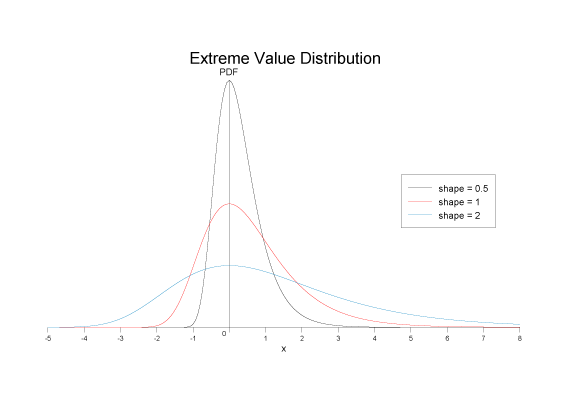 Extreme Value Distribution
PDF
shape = 0.5
shape = 1
shape = 2
-5 -4 -3 -2 -1 0 1 2 3 4 5 6 7 8
x